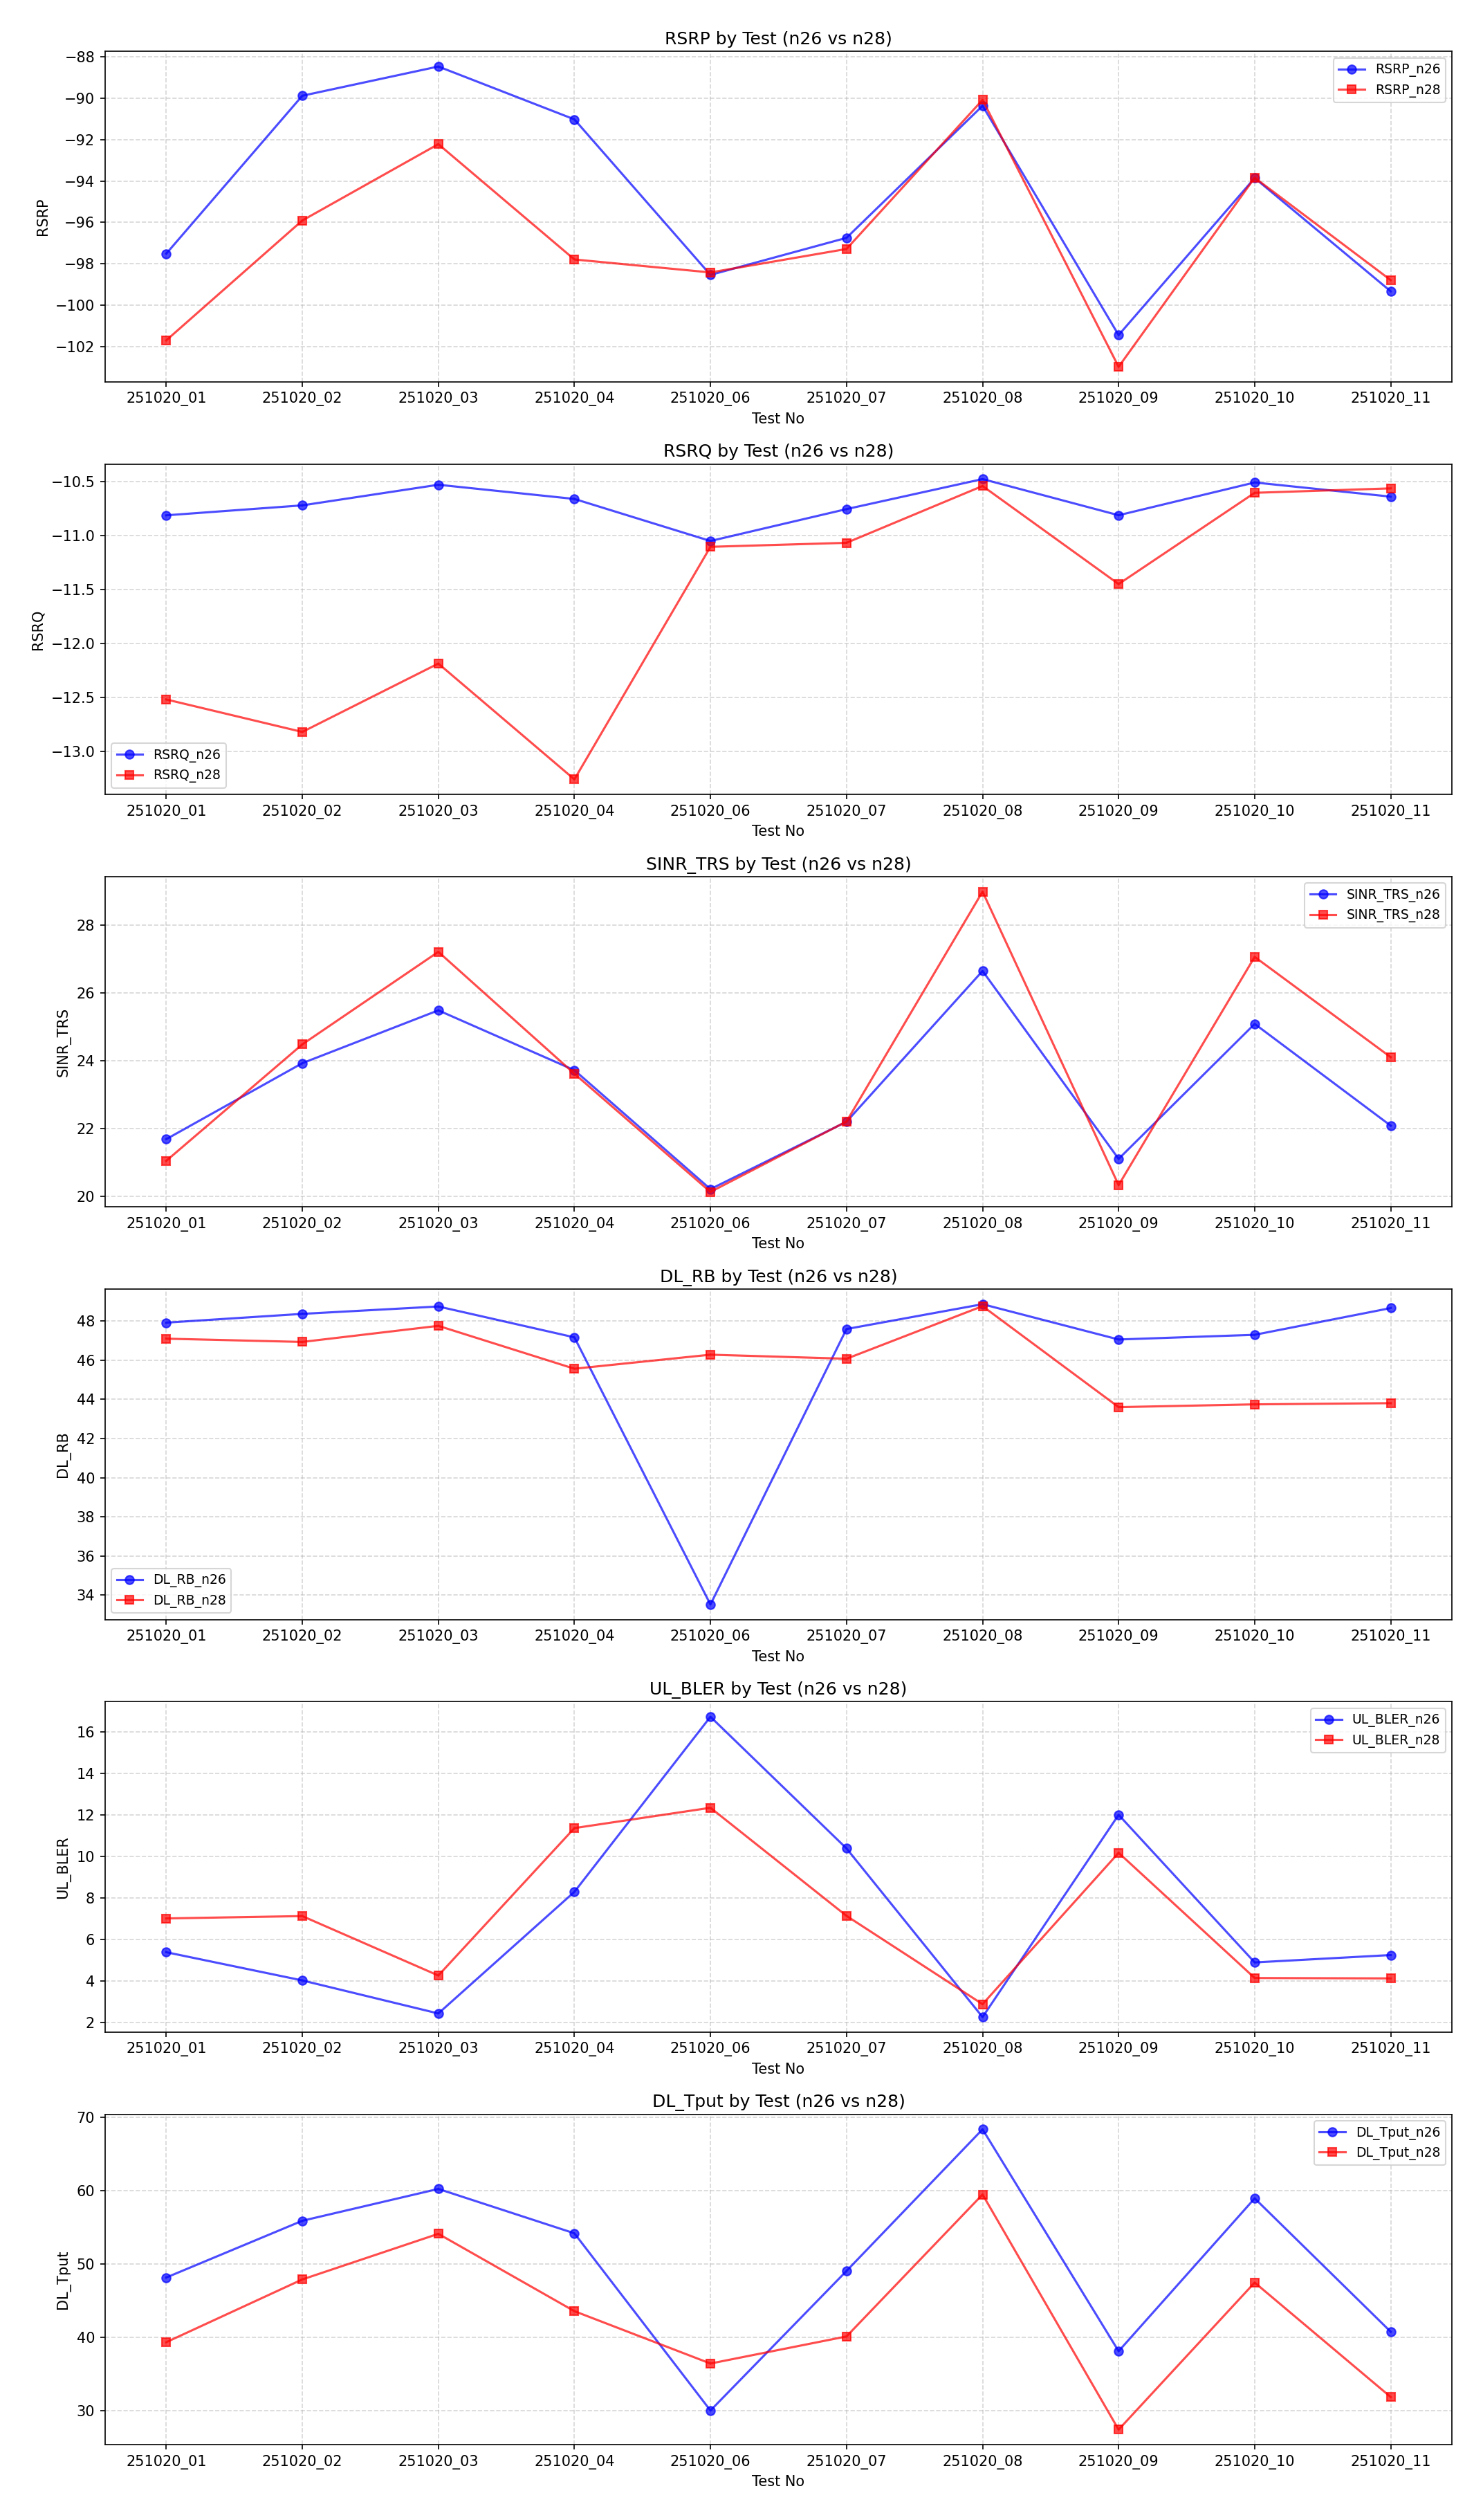 RSRP by Test (n26 vs n28)
−88
−90
−92
−94
−96
−98
−100
−102
RSRP
RSRP_n26
RSRP_n28
251020_01 251020_02 251020_03 251020_04 251020_06 251020_07 251020_08 251020_09 251020_10 251020_11
Test No
RSRQ by Test (n26 vs n28)
−10.5
−11.0
−11.5
−12.0
−12.5
−13.0
RSRQ
RSRQ_n26
RSRQ_n28
251020_01 251020_02 251020_03 251020_04 251020_06 251020_07 251020_08 251020_09 251020_10 251020_11
Test No
SINR_TRS by Test (n26 vs n28)
28
26
24
22
20
SINR_TRS
SINR_TRS_n26
SINR_TRS_n28
251020_01 251020_02 251020_03 251020_04 251020_06 251020_07 251020_08 251020_09 251020_10 251020_11
Test No
DL_RB by Test (n26 vs n28)
48
46
44
42
40
38
36
34
DL_RB
DL_RB_n26
DL_RB_n28
251020_01 251020_02 251020_03 251020_04 251020_06 251020_07 251020_08 251020_09 251020_10 251020_11
Test No
UL_BLER by Test (n26 vs n28)
16
14
12
10
8
6
4
2
UL_BLER
UL_BLER_n26
UL_BLER_n28
251020_01 251020_02 251020_03 251020_04 251020_06 251020_07 251020_08 251020_09 251020_10 251020_11
Test No
DL_Tput by Test (n26 vs n28)
70
60
50
40
30
DL_Tput
DL_Tput_n26
DL_Tput_n28
251020_01 251020_02 251020_03 251020_04 251020_06 251020_07 251020_08 251020_09 251020_10 251020_11
Test No